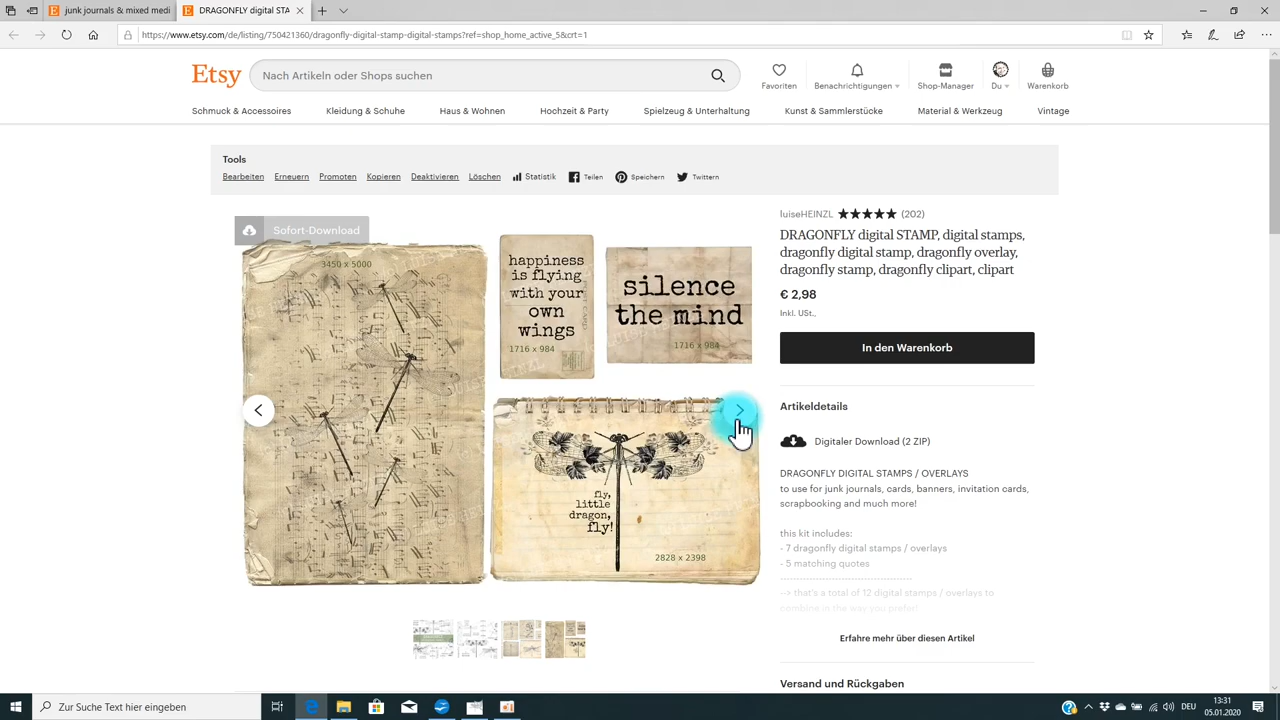 junk journals & mixed medi
DRAGONFLY digital STA
https://www.etsy.com/de/listing/750421360/dragonfly-digital-stamp-digital-stamps?ref=shop_home_active_5&crt=1
Etsy
Nach Artikeln oder Shops suchen
Favoriten
Benachrichtigungen
Shop-Manager
Du
Warenkorb
Schmuck & Accessoires
Kleidung & Schuhe
Haus & Wohnen
Hochzeit & Party
Spielzeug & Unterhaltung
Kunst & Sammlerstücke
Material & Werkzeug
Vintage
Tools
Bearbeiten
Erneuern
Promoten
Kopieren
Deaktivieren
Löschen
Statistik
Teilen
Speichern
Twittern
Sofort-Download
3450 x 5000
happiness
is flying
with your
own
wings
1716 x 984
silence
the mind
1716 x 984
fly,
little
dragon,
fly!
2828 x 2398
luiseHEINZL ★★★★★ (202)
DRAGONFLY digital STAMP, digital stamps,
dragonfly digital stamp, dragonfly overlay,
dragonfly stamp, dragonfly clipart, clipart
€ 2,98
Inkl. USt.,
In den Warenkorb
Artikeldetails
Digitaler Download (2 ZIP)
DRAGONFLY DIGITAL STAMPS / OVERLAYS
to use for junk journals, cards, banners, invitation cards,
scrapbooking and much more!
this kit includes:
- 7 dragonfly digital stamps / overlays
- 5 matching quotes
----------------------------------------
--> that's a total of 12 digital stamps / overlays to
combine in the way you prefer!
Erfahre mehr über diesen Artikel
Versand und Rückgaben
Zur Suche Text hier eingeben
DEU
13:31
05.01.2020